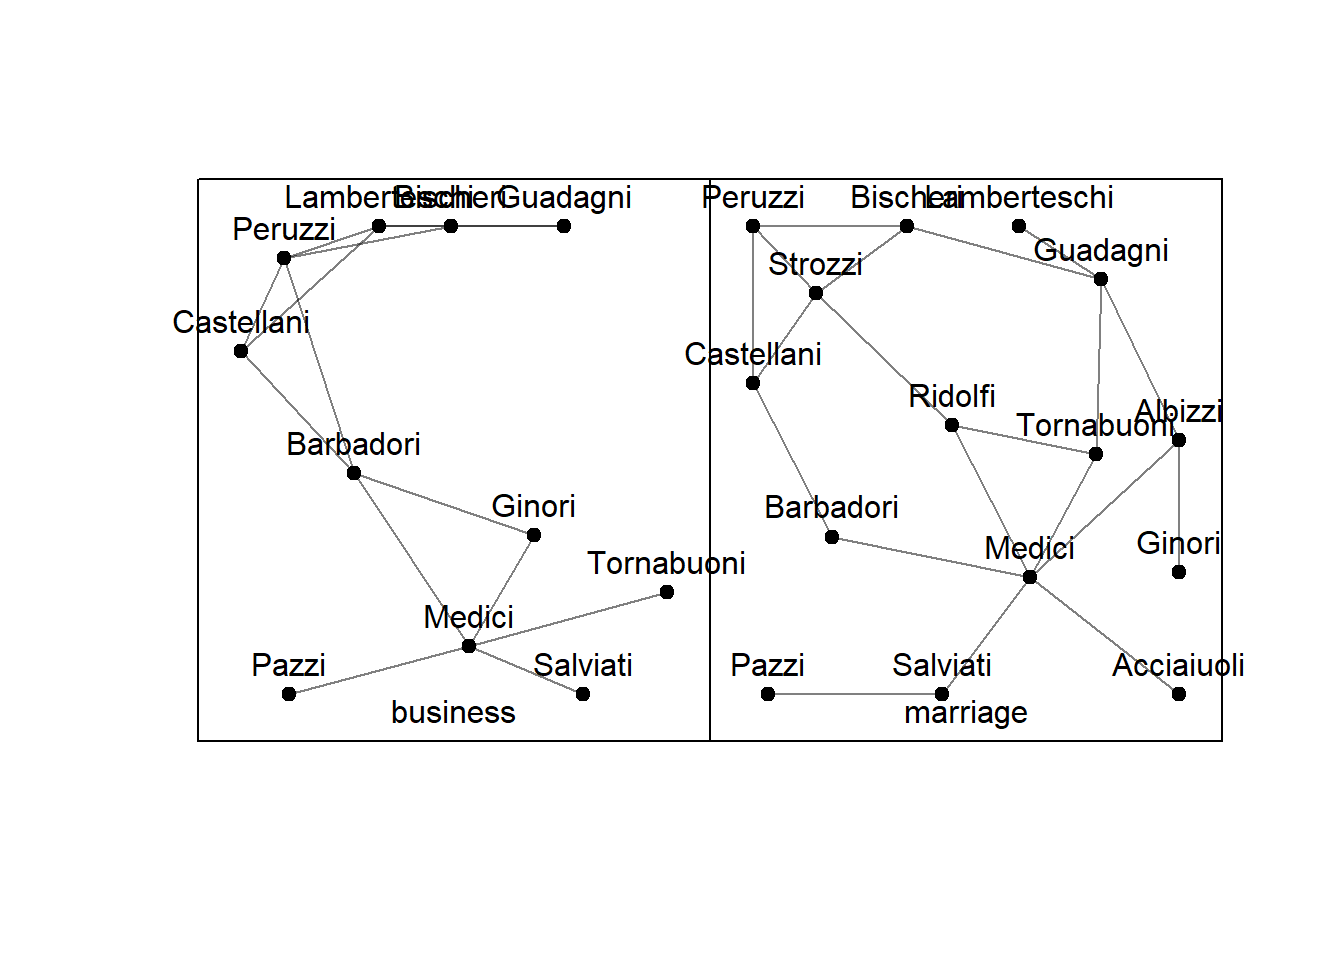 Lamberteschi
Bischeri
Guadagni
Peruzzi
Castellani
Barbadori
Ginori
Tornabuoni
Medici
Pazzi
Salviati
business
Peruzzi
Bischeri
Lamberteschi
Guadagni
Strozzi
Castellani
Ridolfi
Albizzi
Tornabuoni
Barbadori
Medici
Ginori
Pazzi
Salviati
Acciaiuoli
marriage